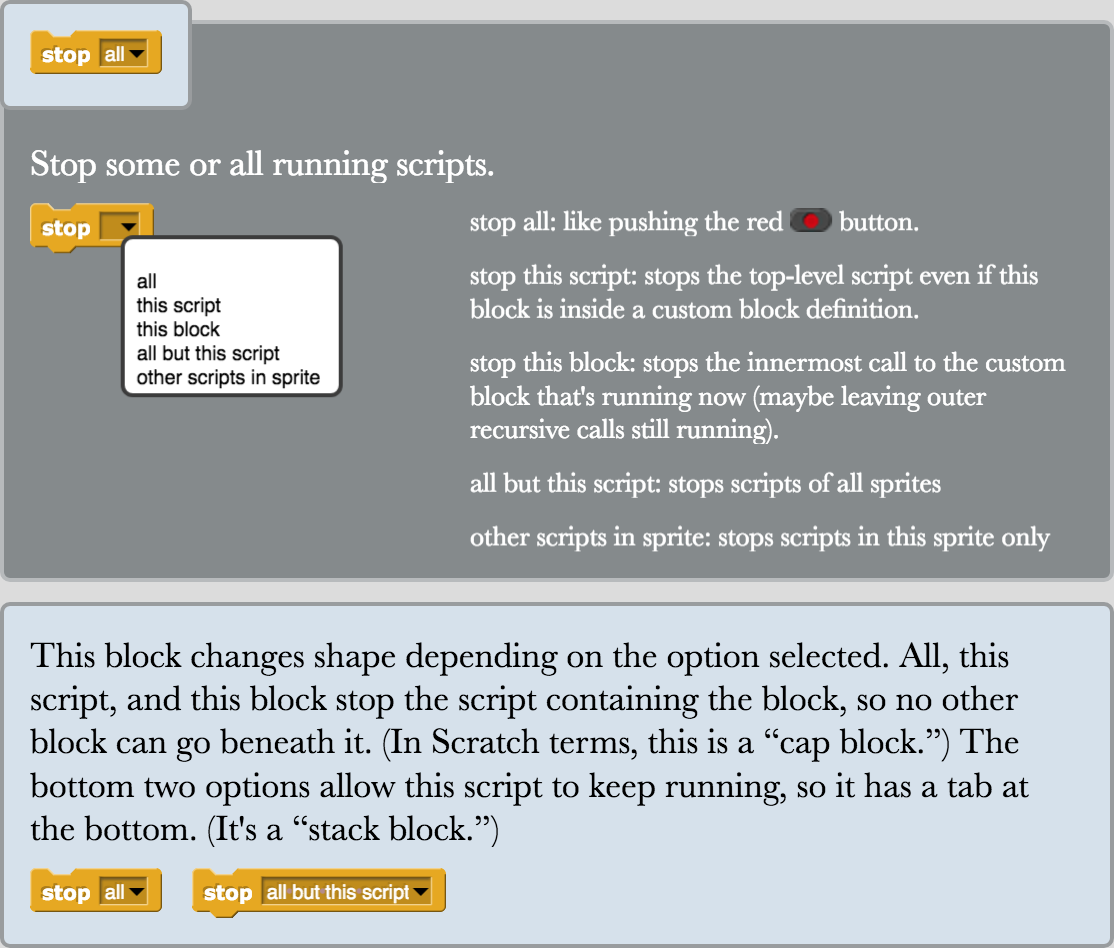 stop all
Stop some or all running scripts.
stop
all
this script
this block
all but this script
other scripts in sprite
stop all: like pushing the red button.
stop this script: stops the top-level script even if this
block is inside a custom block definition.
stop this block: stops the innermost call to the custom
block that's running now (maybe leaving outer
recursive calls still running).
all but this script: stops scripts of all sprites
other scripts in sprite: stops scripts in this sprite only
This block changes shape depending on the option selected. All, this
script, and this block stop the script containing the block, so no other
block can go beneath it. (In Scratch terms, this is a “cap block.”) The
bottom two options allow this script to keep running, so it has a tab at
the bottom. (It's a “stack block.”)
stop all
stop all but this script